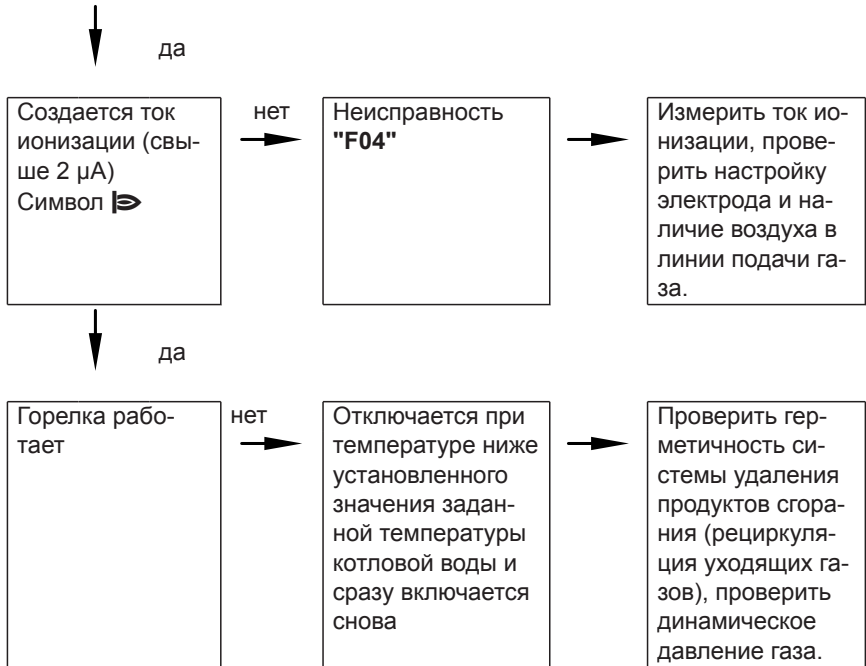 да
Создается ток
ионизации (свы-
ше 2 μA)
Символ
нет
Неисправность
"F04"
Измерить ток ио-
низации, прове-
рить настройку
электрода и на-
личие воздуха в
линии подачи га-
за.
да
Горелка рабо-
тает
нет
Отключается при
температуре ниже
установленного
значения задан-
ной температуры
котловой воды и
сразу включается
снова
Проверить гер-
метичность си-
стемы удаления
продуктов сгора-
ния (рециркуля-
ция уходящих га-
зов), проверить
динамическое
давление газа.